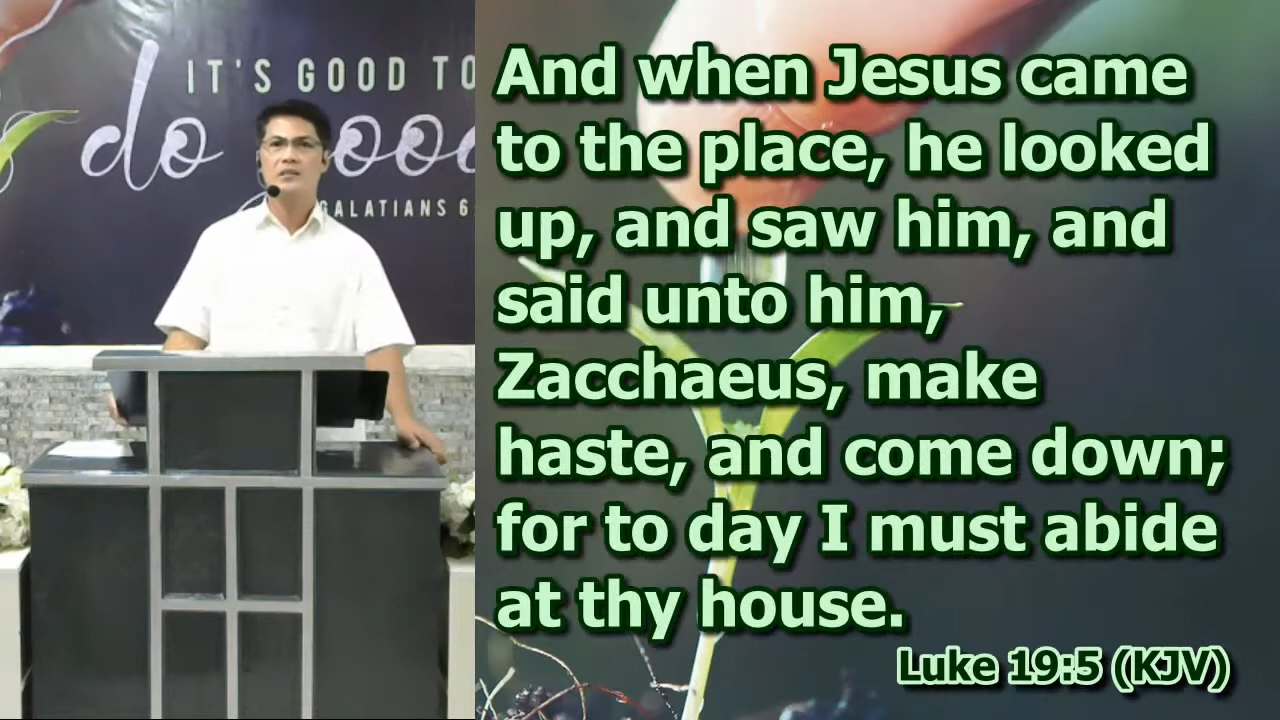 IT'S GOOD TO
do good
GALATIANS 6
And when Jesus came
to the place, he looked
up, and saw him, and
said unto him,
Zacchaeus, make
haste, and come down;
for to day I must abide
at thy house.
Luke 19:5 (KJV)